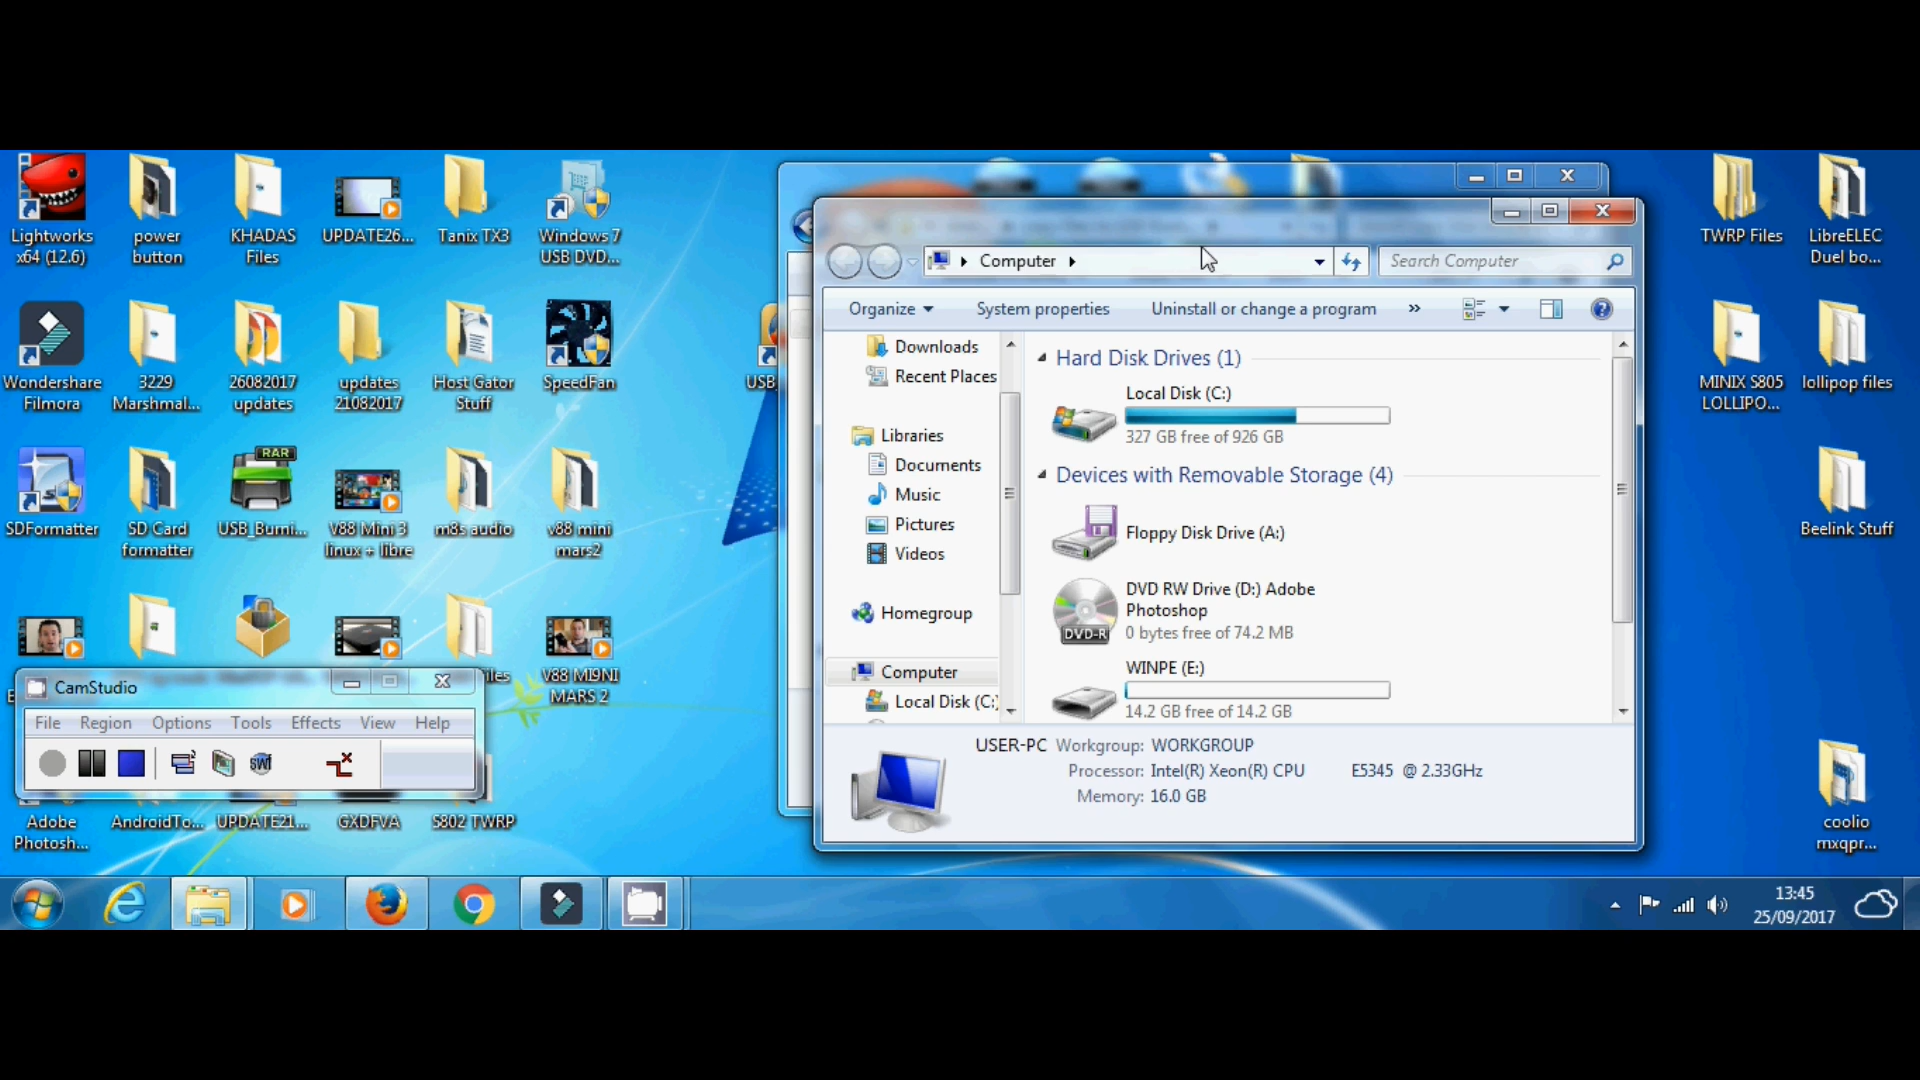 Lightworks
x64 (12.6)
power
button
KHADAS
Files
UPDATE26...
Tanix TX3
Windows 7
USB DVD...
TWRP Files
LibreELEC
Duel bo...
Wondershare
Filmora
3229
Marshmal...
26082017
updates
updates
21082017
Host Gator
Stuff
SpeedFan
USB
MINIX S805
LOLLIPO...
lollipop files
SDFormatter
SD Card
formatter
RAR
USB_Burni...
V88 Mini 3
linux + libre
m8s audio
v88 mini
mars2
Beelink Stuff
V88 MI9NI
MARS 2
Adobe
Photosh...
AndroidTo...
UPDATE21...
GXDFVA
S802 TWRP
coolio
mxqpr...
CamStudio
File Region Options Tools Effects View Help
SWf
Computer
Search Computer
Organize System properties Uninstall or change a program »
Downloads
Recent Places
Libraries
Documents
Music
Pictures
Videos
Homegroup
Computer
Local Disk (C:)
Hard Disk Drives (1)
Local Disk (C:)
327 GB free of 926 GB
Devices with Removable Storage (4)
Floppy Disk Drive (A:)
DVD RW Drive (D:) Adobe
Photoshop
DVD-R
0 bytes free of 74.2 MB
WINPE (E:)
14.2 GB free of 14.2 GB
USER-PC Workgroup: WORKGROUP
Processor: Intel(R) Xeon(R) CPU E5345 @ 2.33GHz
Memory: 16.0 GB
13:45
25/09/2017